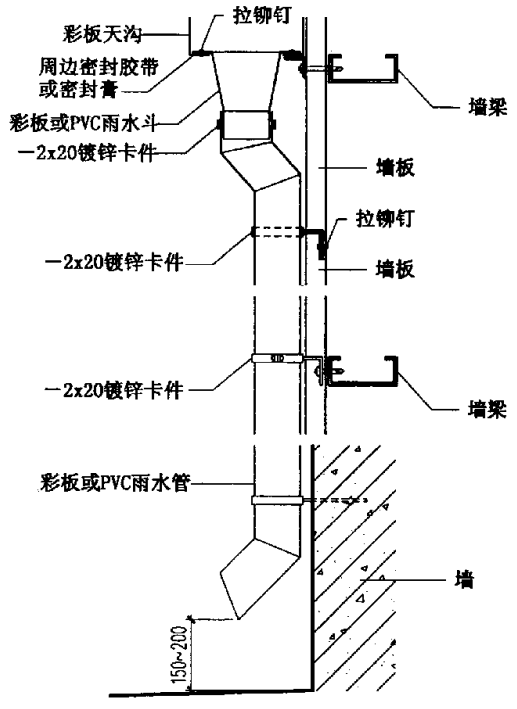 拉铆钉
彩板天沟
周边密封胶带
或密封膏
墙梁
彩板或PVC雨水斗
-2x20镀锌卡件
墙板
拉铆钉
-2x20镀锌卡件
墙板
-2x20镀锌卡件
墙梁
彩板或PVC雨水管
墙
150~200